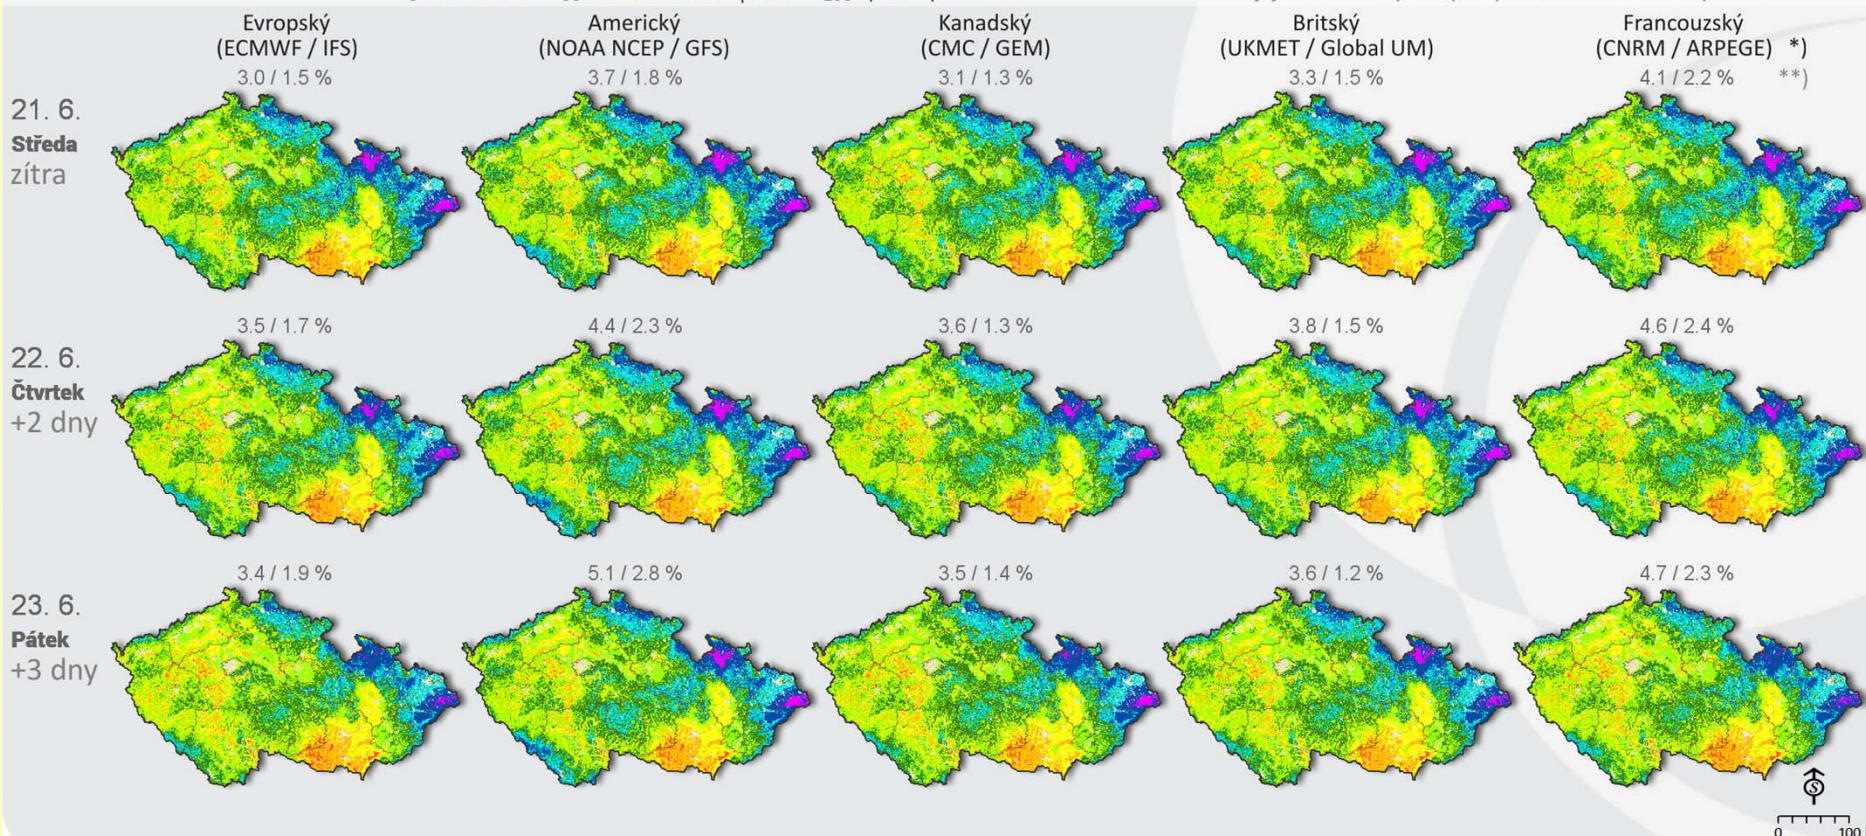 Evropský
(ECMWF / IFS)
Americký
(NOAA NCEP / GFS)
Kanadský
(CMC / GEM)
Britský
(UKMET / Global UM)
Francouzský
(CNRM / ARPEGE) *)
3.0 / 1.5 %
3.7 / 1.8 %
3.1 / 1.3 %
3.3 / 1.5 %
4.1 / 2.2 % **)
21. 6.
Středa
zítra
3.5 / 1.7 %
4.4 / 2.3 %
3.6 / 1.3 %
3.8 / 1.5 %
4.6 / 2.4 %
22. 6.
Čtvrtek
+2 dny
3.4 / 1.9 %
5.1 / 2.8 %
3.5 / 1.4 %
3.6 / 1.2 %
4.7 / 2.3 %
23. 6.
Pátek
+3 dny
S
0 100